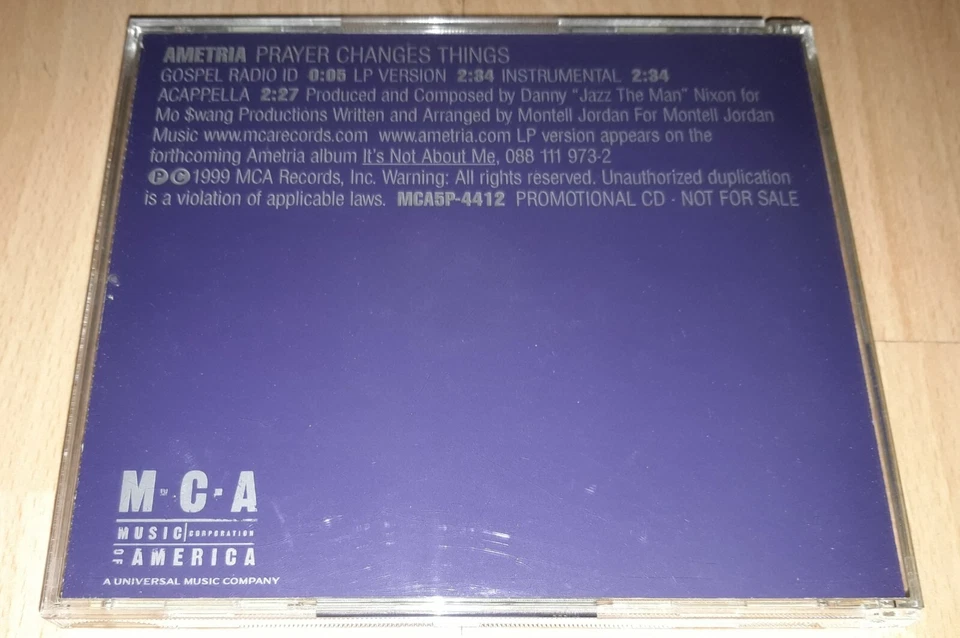 AMETRIA PRAYER CHANGES THINGS
GOSPEL RADIO ID 0:05 LP VERSION 2:34 INSTRUMENTAL 2:34
ACAPPELLA 2:27 Produced and Composed by Danny "Jazz The Man" Nixon for
Mo $wang Productions Written and Arranged by Montell Jordan For Montell Jordan
Music www.mcarecords.com www.ametria.com LP version appears on the
forthcoming Ametria album It's Not About Me, 088 111 973-2
℗©1999 MCA Records, Inc. Warning: All rights reserved. Unauthorized duplication
is a violation of applicable laws. MCA5P-4412 PROMOTIONAL CD - NOT FOR SALE
M·C·A
MUSIC CORPORATION
OF AMERICA
A UNIVERSAL MUSIC COMPANY